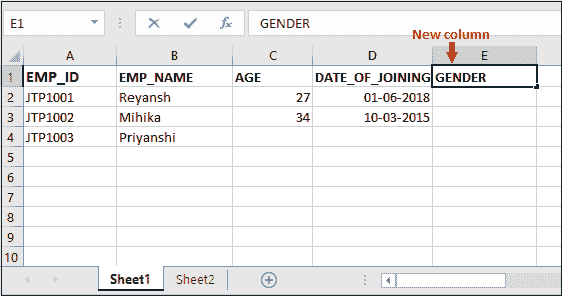 E1 GENDER
New column
A B C D E
1 EMP_ID EMP_NAME AGE DATE_OF_JOINING GENDER
2 JTP1001 Reyansh 27 01-06-2018
3 JTP1002 Mihika 34 10-03-2015
4 JTP1003 Priyanshi
5
6
7
8
9
10
Sheet1 Sheet2